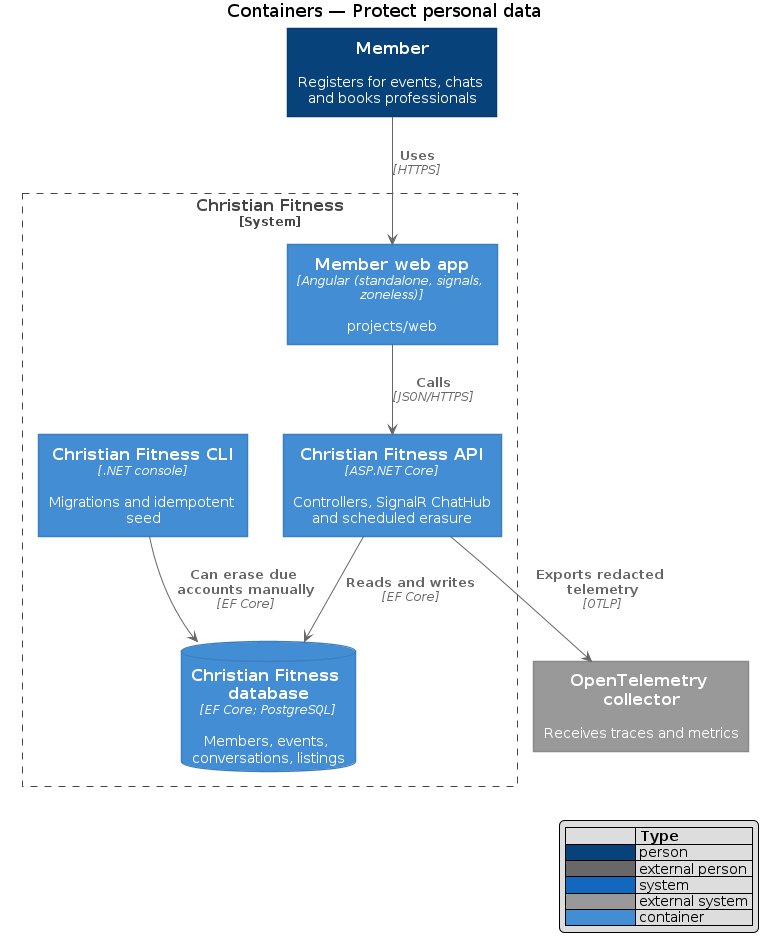 Containers — Protect personal data
Member
Registers for events, chats
and books professionals
Uses
[HTTPS]
Christian Fitness
[System]
Member web app
[Angular (standalone, signals,
zoneless)]
projects/web
Calls
[JSON/HTTPS]
Christian Fitness CLI
[.NET console]
Migrations and idempotent
seed
Christian Fitness API
[ASP.NET Core]
Controllers, SignalR ChatHub
and scheduled erasure
Can erase due
accounts manually
[EF Core]
Reads and writes
[EF Core]
Exports redacted
telemetry
[OTLP]
Christian Fitness
database
[EF Core; PostgreSQL]
Members, events,
conversations, listings
OpenTelemetry
collector
Receives traces and metrics
Type
person
external person
system
external system
container